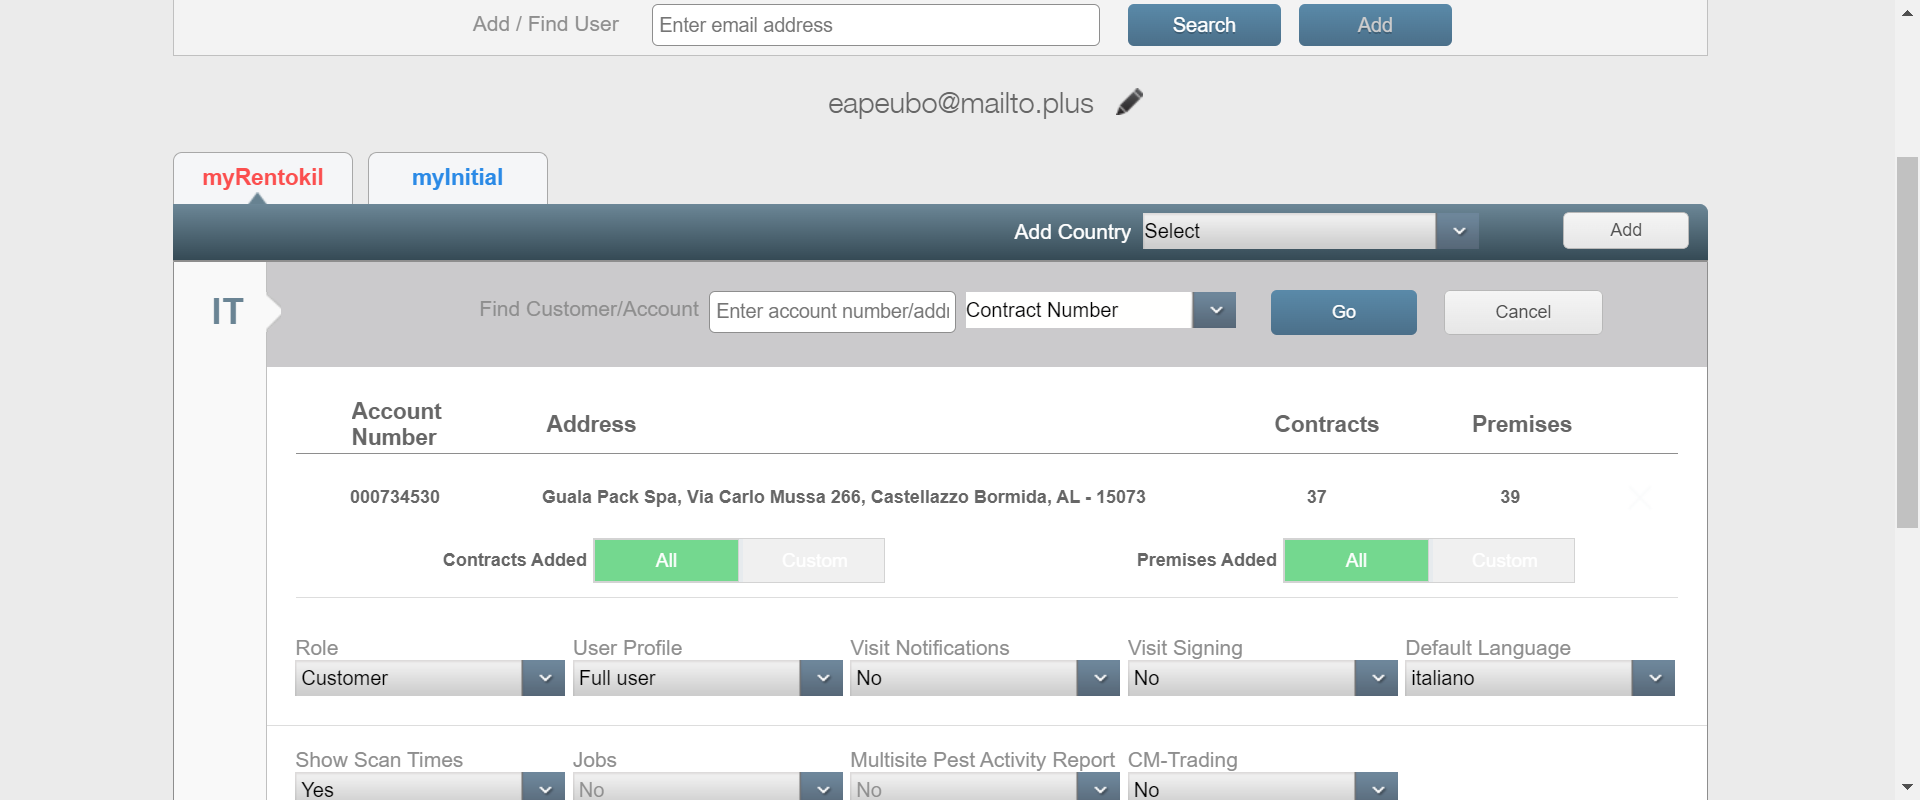 Add / Find User Enter email address Search Add
eapeubo@mailto.plus
myRentokil myInitial
Add Country Select Add
IT Find Customer/Account Enter account number/addr Contract Number Go Cancel
Account Number Address Contracts Premises
000734530 Guala Pack Spa, Via Carlo Mussa 266, Castellazzo Bormida, AL - 15073 37 39
Contracts Added All Custom Premises Added All Custom
Role User Profile Visit Notifications Visit Signing Default Language
Customer Full user No No italiano
Show Scan Times Jobs Multisite Pest Activity Report CM-Trading
Yes No No No